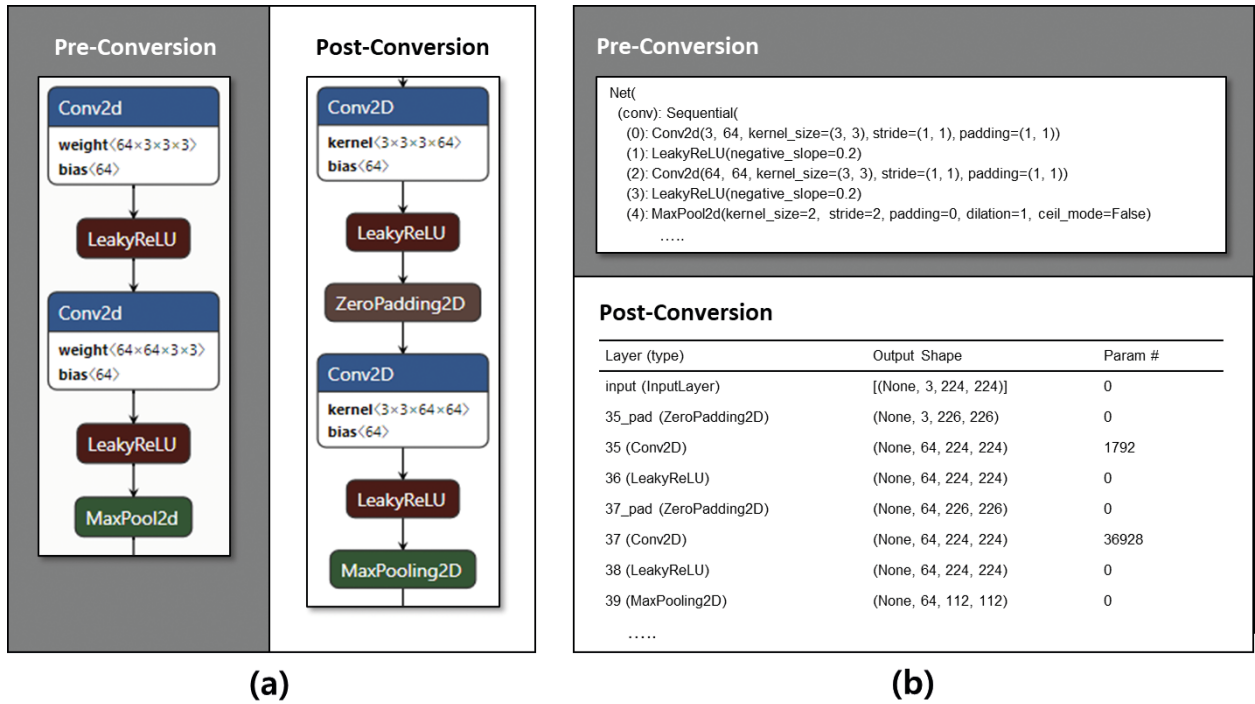 Pre-Conversion
Conv2d
weight〈64×3×3×3〉
bias〈64〉
LeakyReLU
Conv2d
weight〈64×64×3×3〉
bias〈64〉
LeakyReLU
MaxPool2d
Post-Conversion
Conv2D
kernel〈3×3×3×64〉
bias〈64〉
LeakyReLU
ZeroPadding2D
Conv2D
kernel〈3×3×64×64〉
bias〈64〉
LeakyReLU
MaxPooling2D
(a)
Pre-Conversion
Net(
(conv): Sequential(
(0): Conv2d(3, 64, kernel_size=(3, 3), stride=(1, 1), padding=(1, 1))
(1): LeakyReLU(negative_slope=0.2)
(2): Conv2d(64, 64, kernel_size=(3, 3), stride=(1, 1), padding=(1, 1))
(3): LeakyReLU(negative_slope=0.2)
(4): MaxPool2d(kernel_size=2, stride=2, padding=0, dilation=1, ceil_mode=False)
.....
Post-Conversion
Layer (type) Output Shape Param #
input (InputLayer) [(None, 3, 224, 224)] 0
35_pad (ZeroPadding2D) (None, 3, 226, 226) 0
35 (Conv2D) (None, 64, 224, 224) 1792
36 (LeakyReLU) (None, 64, 224, 224) 0
37_pad (ZeroPadding2D) (None, 64, 226, 226) 0
37 (Conv2D) (None, 64, 224, 224) 36928
38 (LeakyReLU) (None, 64, 224, 224) 0
39 (MaxPooling2D) (None, 64, 112, 112) 0
.....
(b)